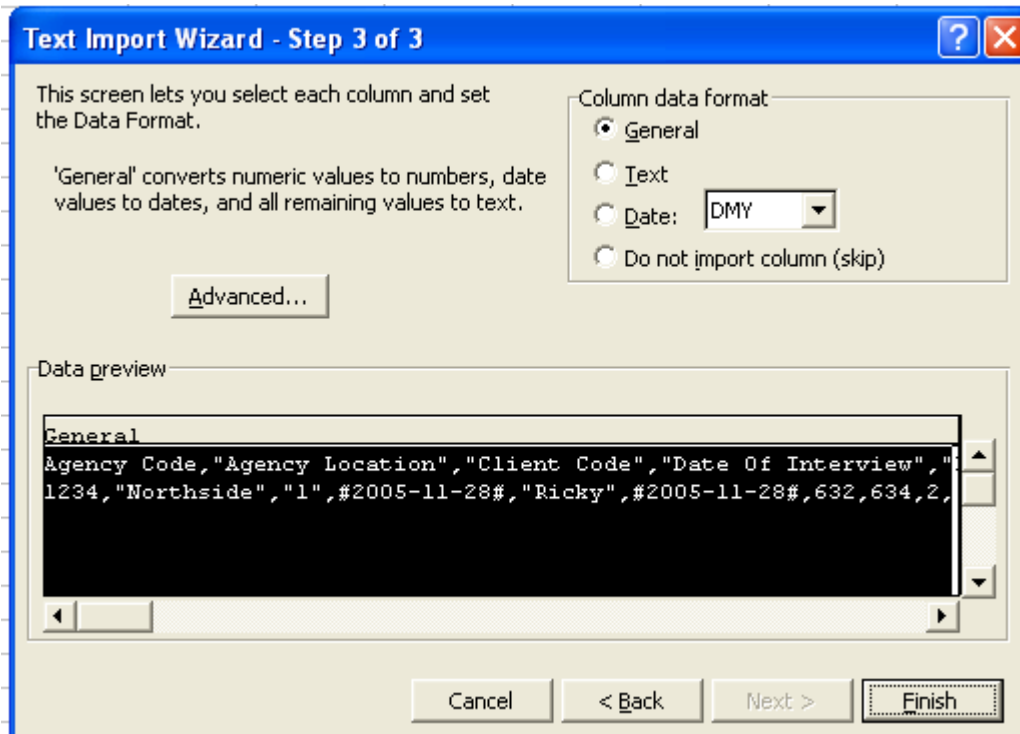 Text Import Wizard - Step 3 of 3
This screen lets you select each column and set
the Data Format.
'General' converts numeric values to numbers, date
values to dates, and all remaining values to text.
Advanced...
Column data format
General
Text
Date: DMY
Do not import column (skip)
Data preview
General
Agency Code,"Agency Location","Client Code","Date Of Interview","
1234,"Northside","1",#2005-11-28#,"Ricky",#2005-11-28#,632,634,2,
Cancel < Back Next > Finish